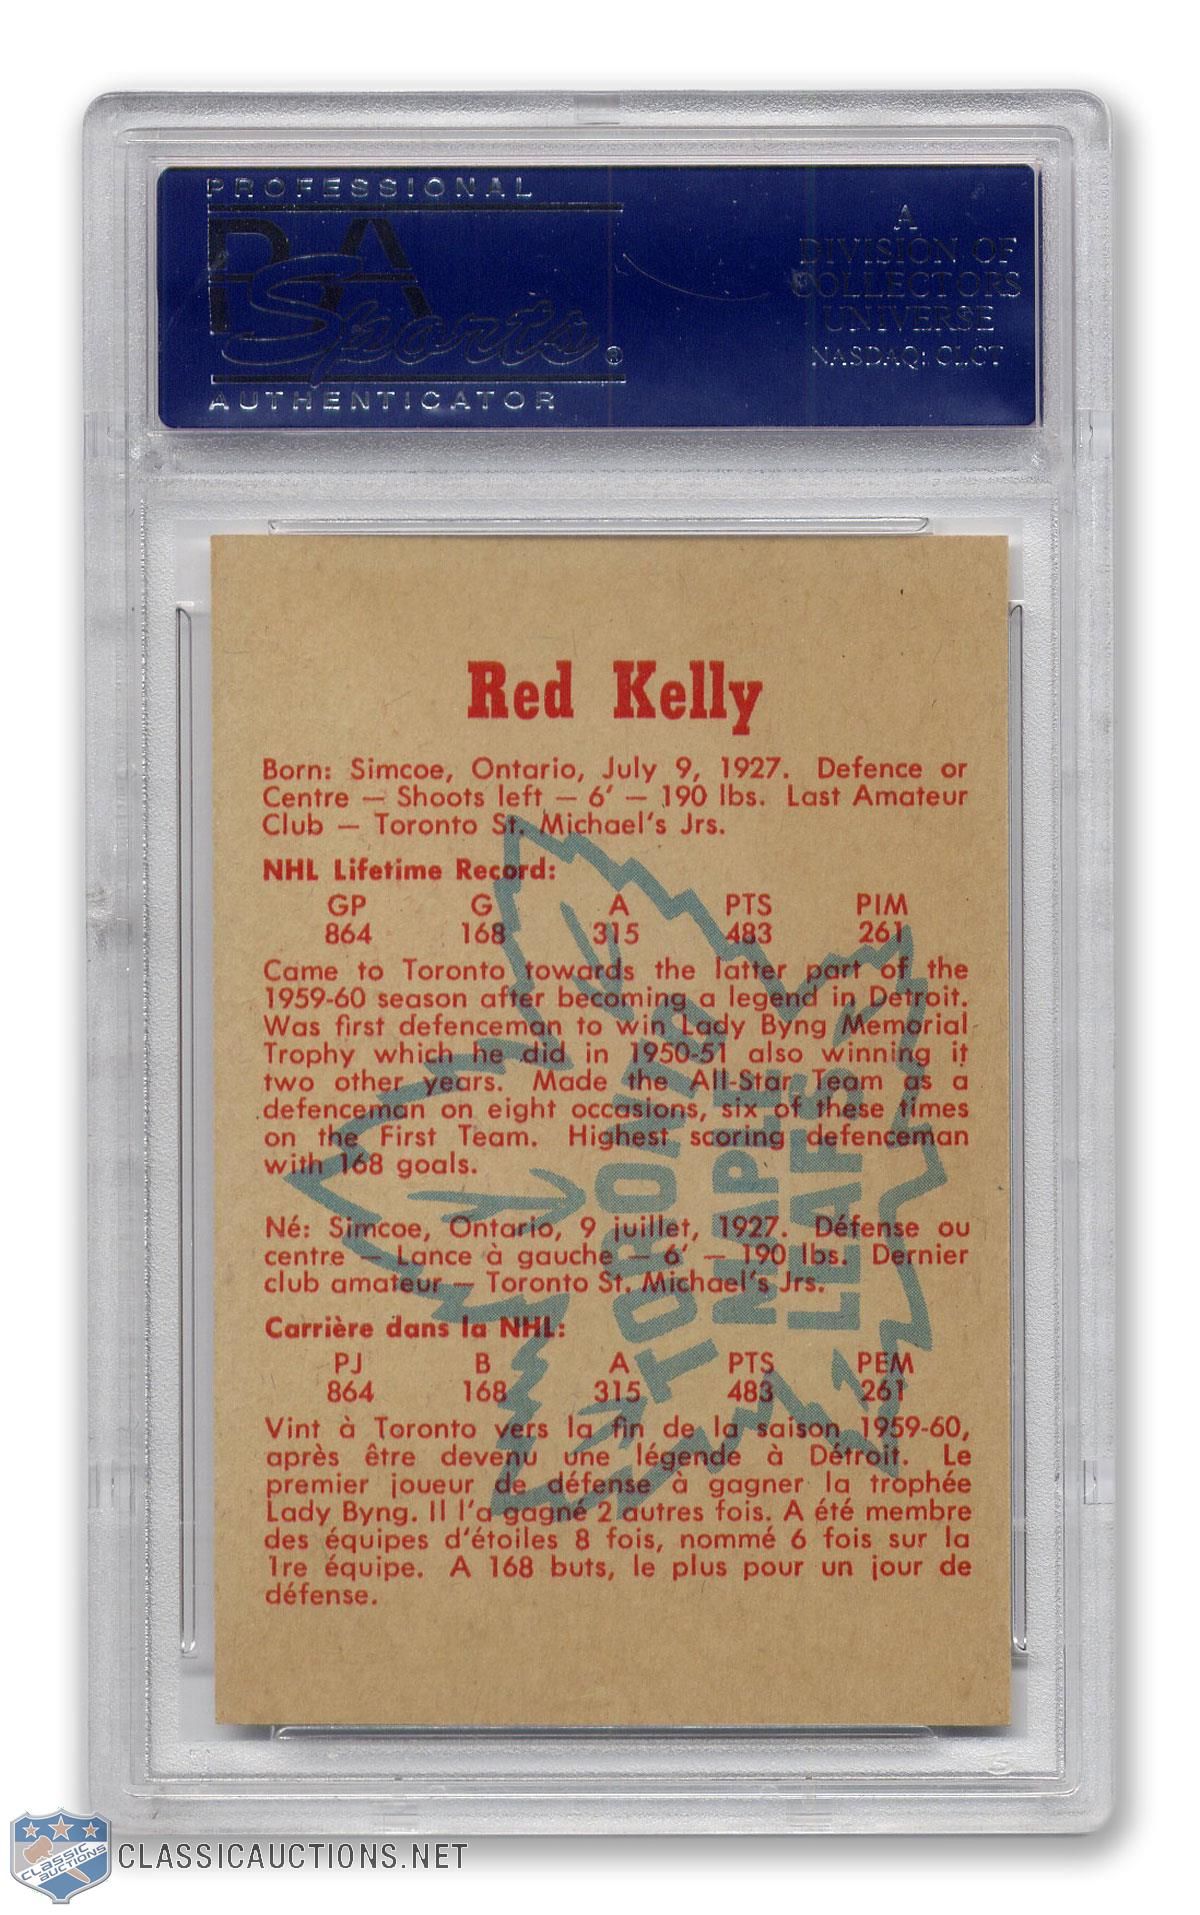 PROFESSIONAL
PSA
Sports®
AUTHENTICATOR
A
DIVISION OF
COLLECTORS
UNIVERSE
NASDAQ: CLCT
Red Kelly
Born: Simcoe, Ontario, July 9, 1927. Defence or
Centre — Shoots left — 6' — 190 lbs. Last Amateur
Club — Toronto St. Michael's Jrs.
NHL Lifetime Record:
GP G A PTS PIM
864 168 315 483 261
Came to Toronto towards the latter part of the
1959-60 season after becoming a legend in Detroit.
Was first defenceman to win Lady Byng Memorial
Trophy which he did in 1950-51 also winning it
two other years. Made the All-Star Team as a
defenceman on eight occasions, six of these times
on the First Team. Highest scoring defenceman
with 168 goals.
Né: Simcoe, Ontario, 9 juillet, 1927. Défense ou
centre — Lance à gauche — 6' — 190 lbs. Dernier
club amateur — Toronto St. Michael's Jrs.
Carrière dans la NHL:
PJ B A PTS PEM
864 168 315 483 261
Vint à Toronto vers la fin de la saison 1959-60,
après être devenu une légende à Détroit. Le
premier joueur de défense à gagner la trophée
Lady Byng. Il l'a gagné 2 autres fois. A été membre
des équipes d'étoiles 8 fois, nommé 6 fois sur la
1re équipe. A 168 buts, le plus pour un jour de
défense.
TORONTO
MAPLE
LEAFS
CLASSIC
AUCTIONS
CLASSICAUCTIONS.NET